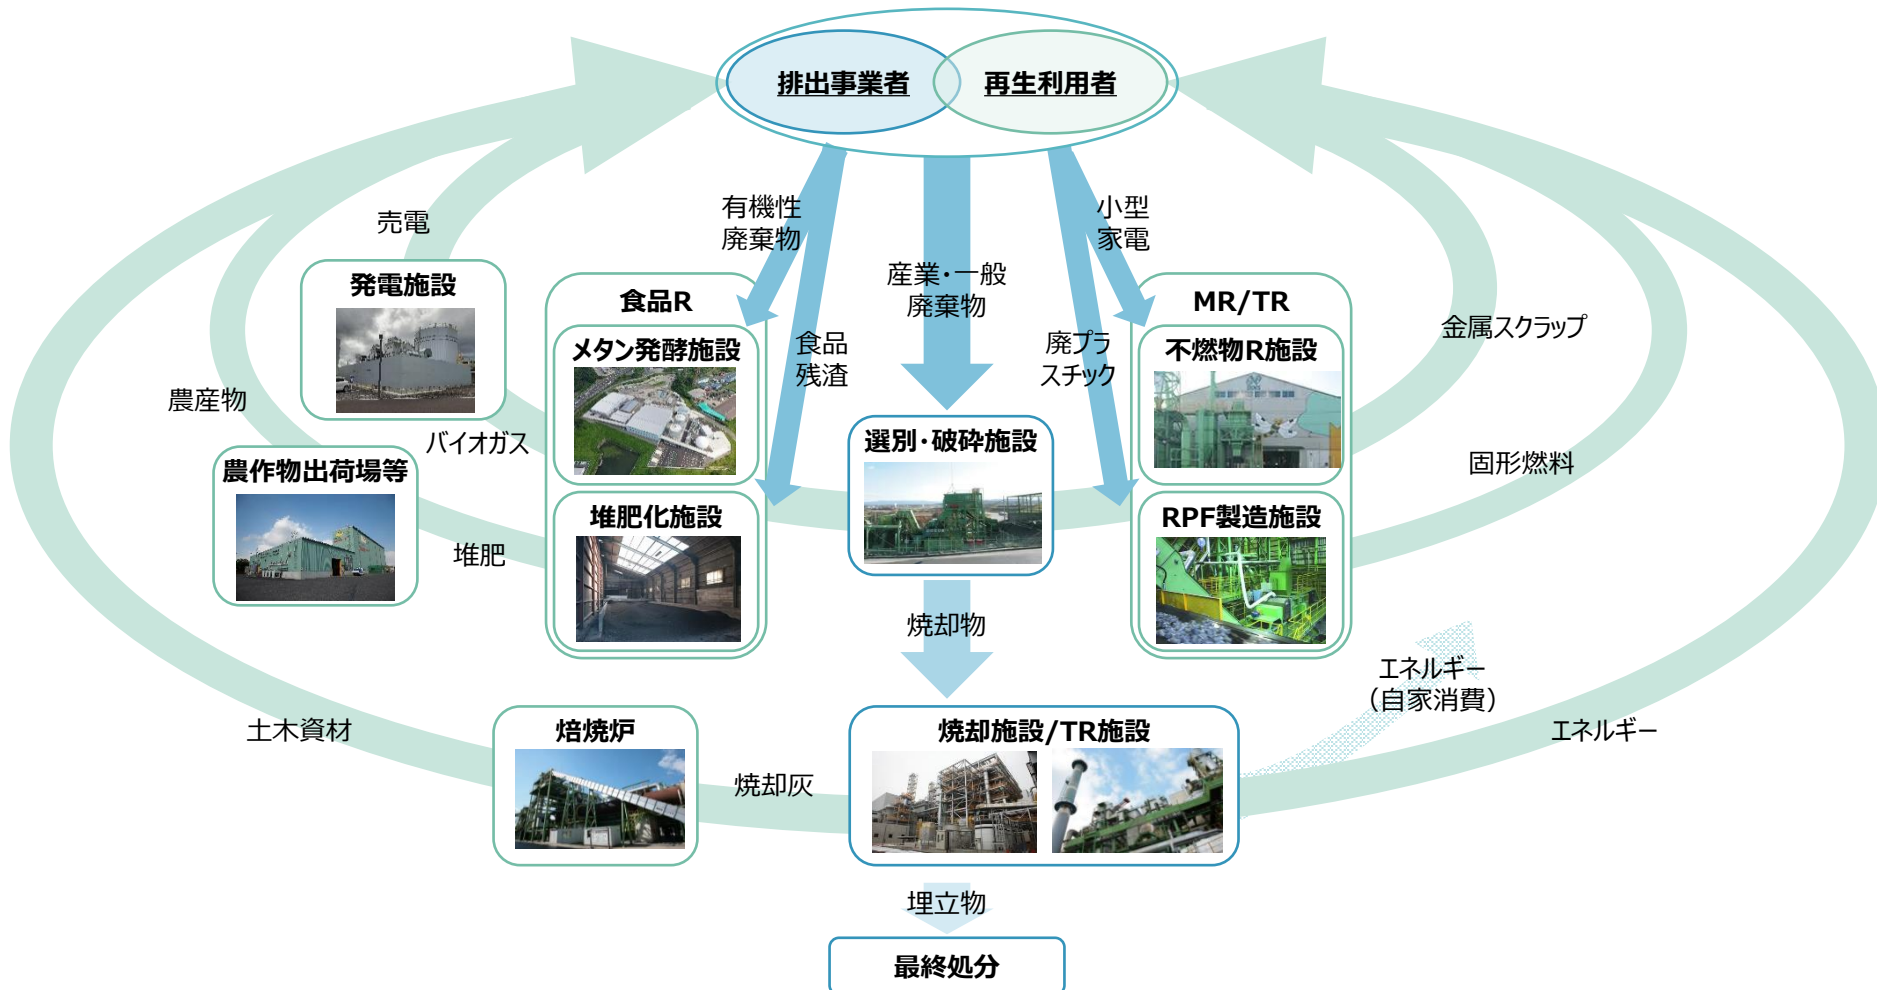 排出事業者
再生利用者
売電
有機性
廃棄物
産業・一般
廃棄物
小型
家電
発電施設
食品R
メタン発酵施設
食品
残渣
廃プラ
スチック
MR/TR
不燃物R施設
金属スクラップ
農産物
バイオガス
選別・破砕施設
固形燃料
農作物出荷場等
堆肥化施設
RPF製造施設
堆肥
焼却物
エネルギー
（自家消費）
土木資材
焙焼炉
焼却灰
焼却施設/TR施設
エネルギー
埋立物
最終処分